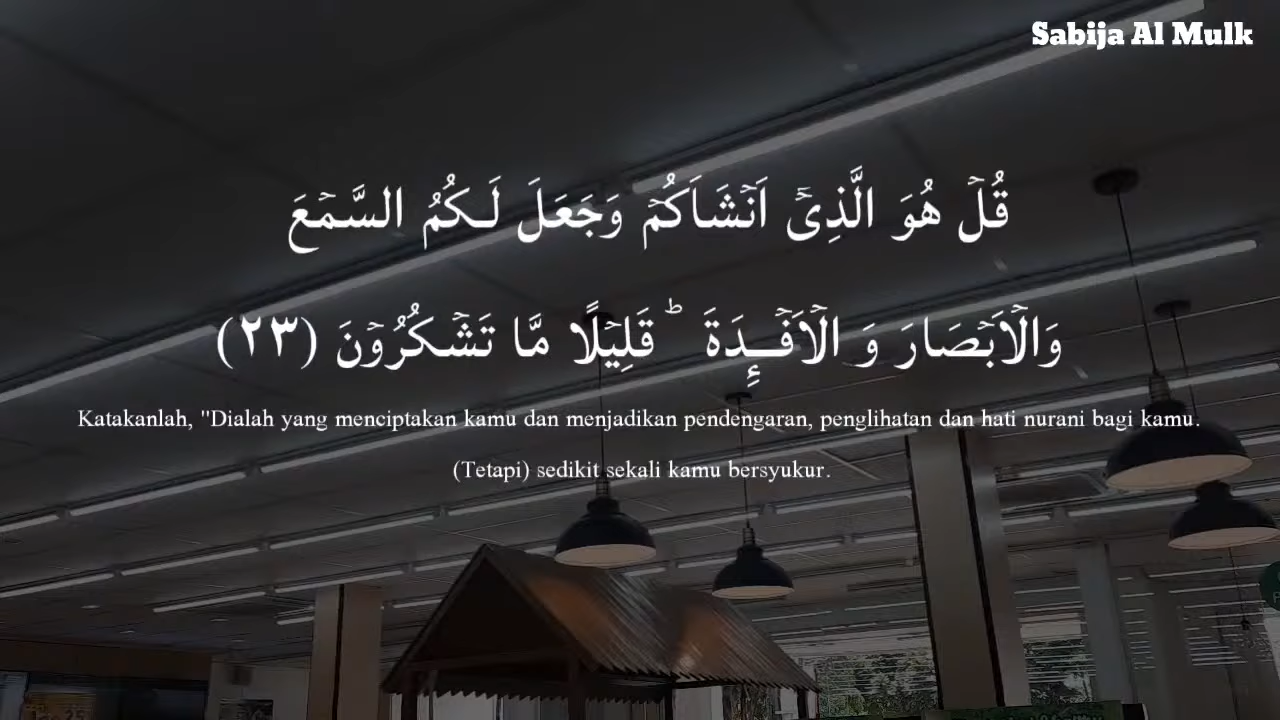 Sabija Al Mulk
قُلۡ هُوَ الَّذِىۡۤ اَنۡشَاَكُمۡ وَجَعَلَ لَـكُمُ السَّمۡعَ
وَالۡاَبۡصَارَ وَ الۡاَفۡـِٕدَةَ ‌ؕ قَلِيۡلًا مَّا تَشۡكُرُوۡنَ (٢٣)
Katakanlah, "Dialah yang menciptakan kamu dan menjadikan pendengaran, penglihatan dan hati nurani bagi kamu.
(Tetapi) sedikit sekali kamu bersyukur.